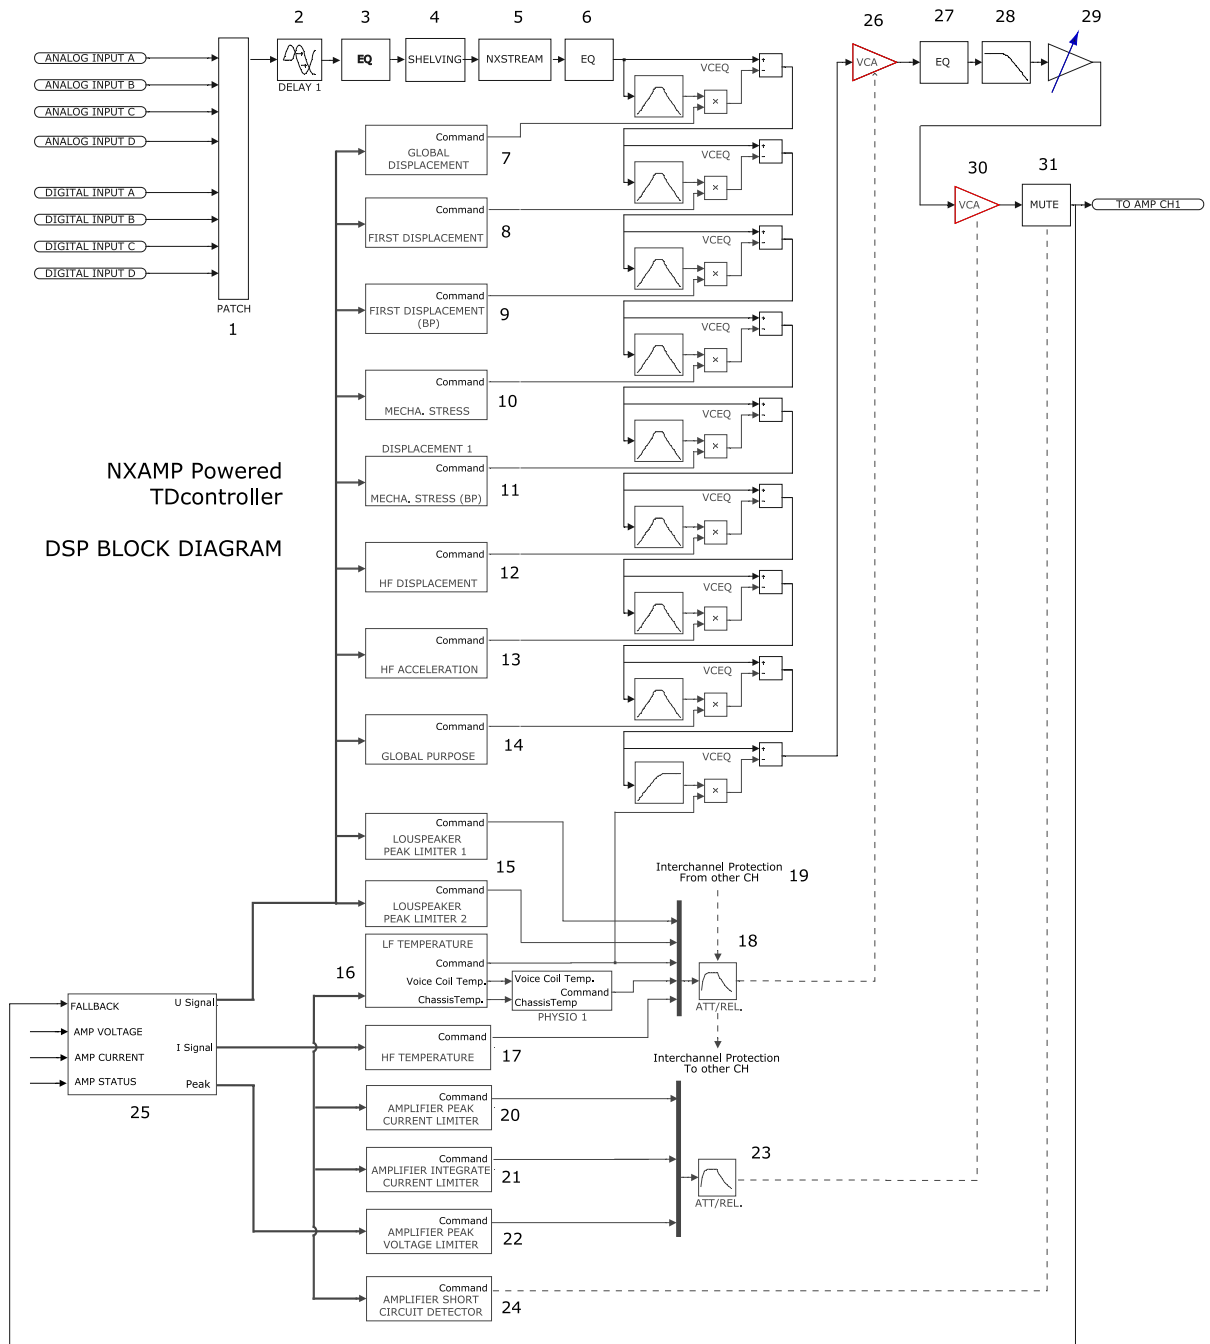 2
3
4
5
6
26
27
28
29
ANALOG INPUT A
ANALOG INPUT B
ANALOG INPUT C
ANALOG INPUT D
DIGITAL INPUT A
DIGITAL INPUT B
DIGITAL INPUT C
DIGITAL INPUT D
PATCH
1
DELAY 1
EQ
SHELVING
NXSTREAM
EQ
VCEQ
+
−
×
VCA
EQ
30
31
VCA
MUTE
TO AMP CH1
Command
GLOBAL
DISPLACEMENT
7
VCEQ
+
−
×
Command
FIRST DISPLACEMENT
8
VCEQ
+
−
×
Command
FIRST DISPLACEMENT
(BP)
9
VCEQ
+
−
×
Command
MECHA. STRESS
10
VCEQ
+
−
×
DISPLACEMENT 1
Command
MECHA. STRESS (BP)
11
VCEQ
+
−
×
Command
HF DISPLACEMENT
12
VCEQ
+
−
×
Command
HF ACCELERATION
13
VCEQ
+
−
×
Command
GLOBAL PURPOSE
14
VCEQ
+
−
×
NXAMP Powered
TDcontroller
DSP BLOCK DIAGRAM
Command
LOUSPEAKER
PEAK LIMITER 1
15
Command
LOUSPEAKER
PEAK LIMITER 2
Interchannel Protection
From other CH
19
LF TEMPERATURE
Command
Voice Coil Temp.
ChassisTemp.
16
Voice Coil Temp.
Command
ChassisTemp
PHYSIO 1
18
ATT/REL.
Command
HF TEMPERATURE
17
Interchannel Protection
To other CH
FALLBACK
AMP VOLTAGE
AMP CURRENT
AMP STATUS
U Signal
I Signal
Peak
25
Command
AMPLIFIER PEAK
CURRENT LIMITER
20
Command
AMPLIFIER INTEGRATE
CURRENT LIMITER
21
23
ATT/REL.
Command
AMPLIFIER PEAK
VOLTAGE LIMITER
22
Command
AMPLIFIER SHORT
CIRCUIT DETECTOR
24